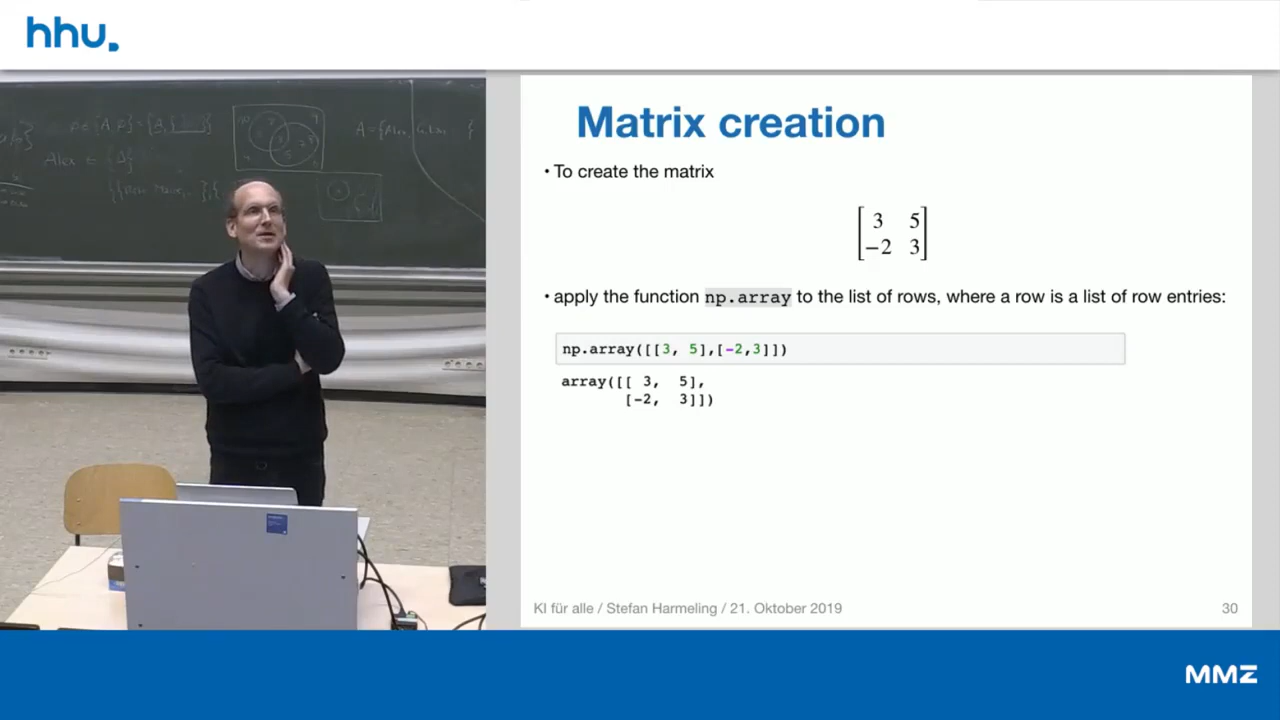 hhu.
Alex ∈
Matrix creation
• To create the matrix
3 5
−2 3
• apply the function np.array to the list of rows, where a row is a list of row entries:
np.array([[3, 5],[-2,3]])
array([[ 3, 5],
[-2, 3]])
KI für alle / Stefan Harmeling / 21. Oktober 2019
30
MMZ